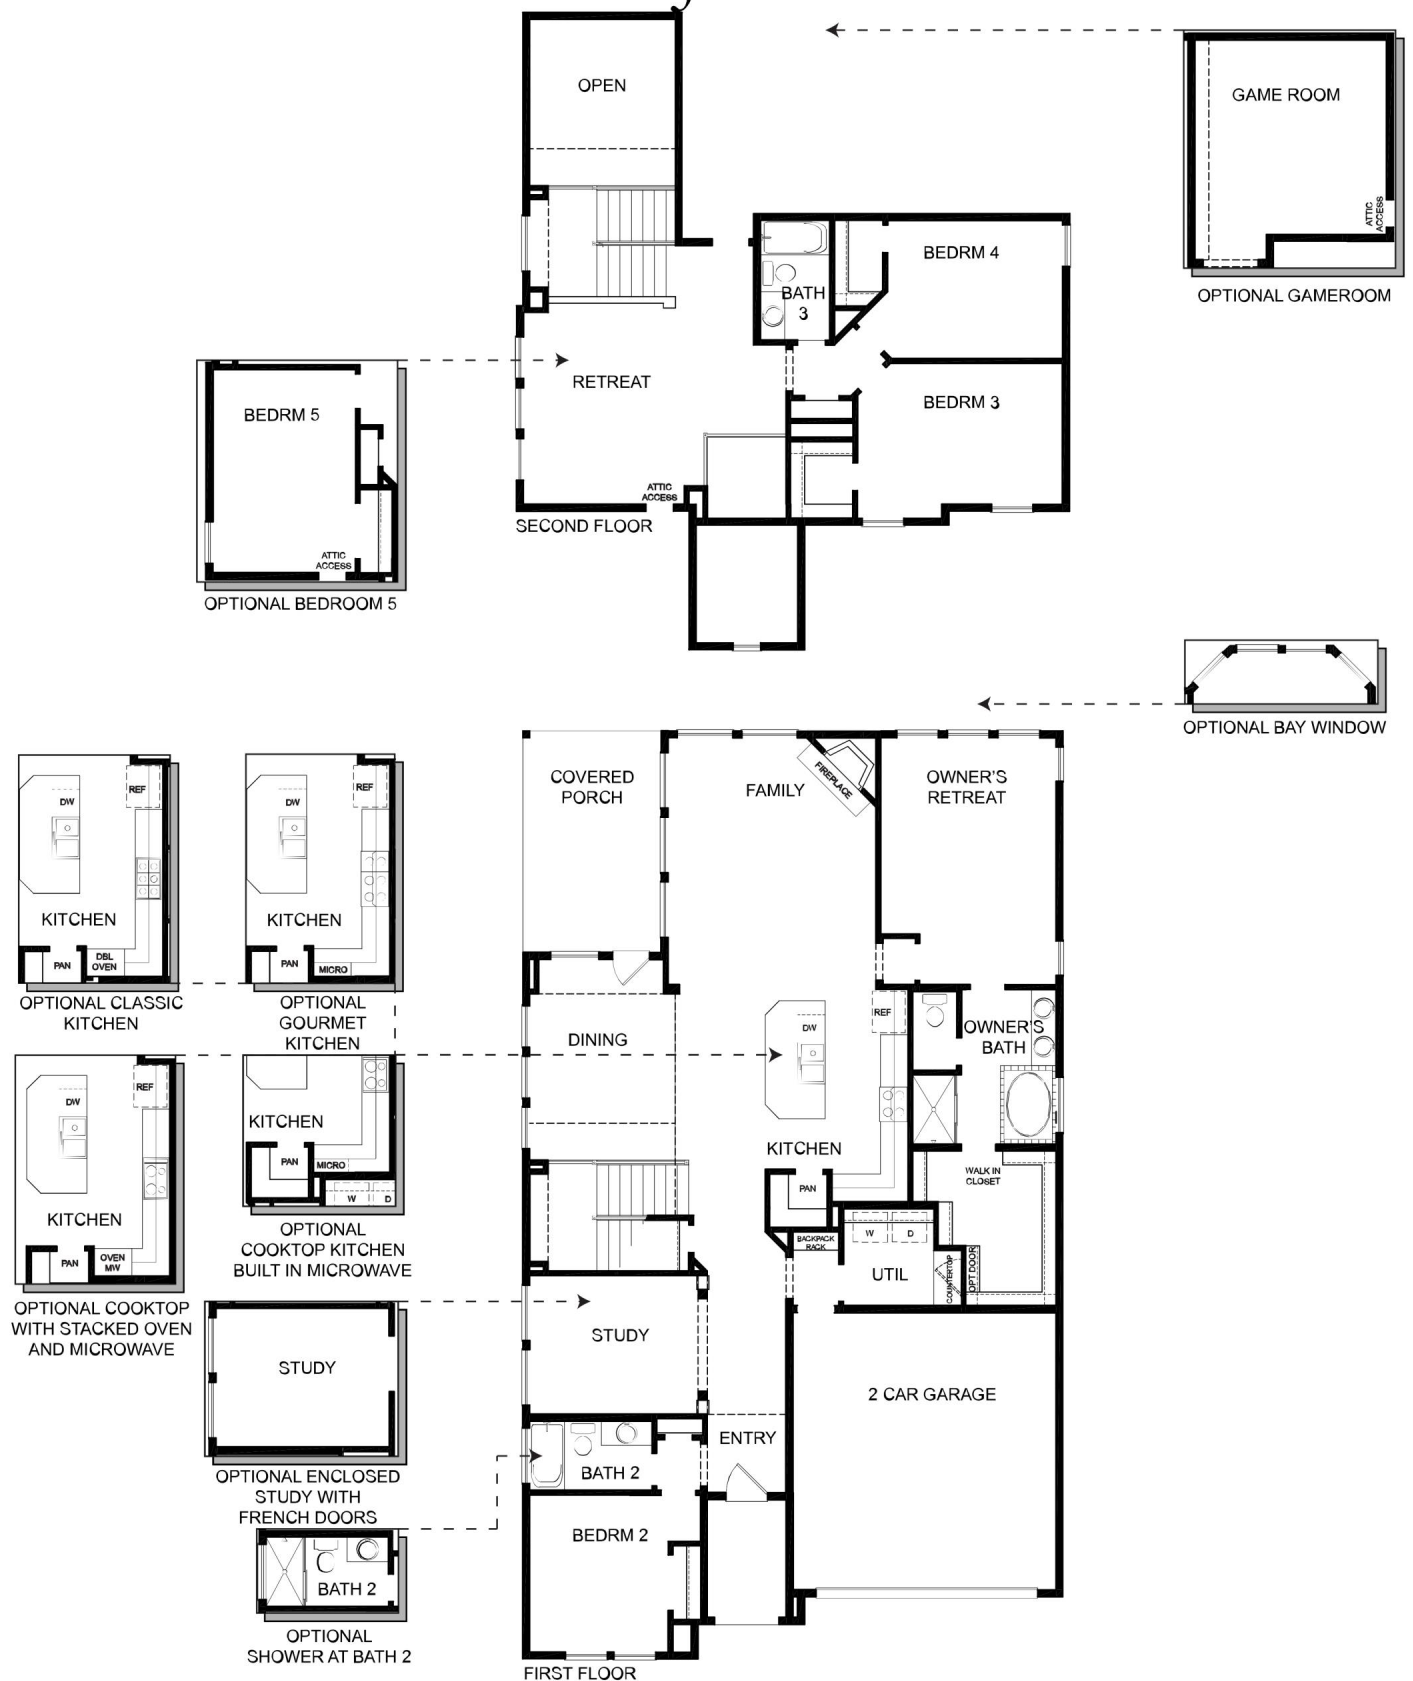 OPEN
GAME ROOM
ATTIC
ACCESS
OPTIONAL GAMEROOM
BEDRM 4
BATH
3
RETREAT
BEDRM 3
ATTIC
ACCESS
SECOND FLOOR
BEDRM 5
ATTIC
ACCESS
OPTIONAL BEDROOM 5
OPTIONAL BAY WINDOW
COVERED
PORCH
FAMILY
FIREPLACE
OWNER'S
RETREAT
DINING
DW
REF
KITCHEN
PAN
OWNER'S
BATH
WALK IN
CLOSET
BACKPACK
RACK
W
D
UTIL
COUNTERTOP
OPT DOOR
STUDY
2 CAR GARAGE
ENTRY
BATH 2
BEDRM 2
FIRST FLOOR
REF
DW
KITCHEN
PAN
DBL
OVEN
OPTIONAL CLASSIC
KITCHEN
REF
DW
KITCHEN
PAN
MICRO
OPTIONAL
GOURMET
KITCHEN
REF
DW
KITCHEN
PAN
OVEN
MW
OPTIONAL COOKTOP
WITH STACKED OVEN
AND MICROWAVE
KITCHEN
PAN
MICRO
W
D
OPTIONAL
COOKTOP KITCHEN
BUILT IN MICROWAVE
STUDY
OPTIONAL ENCLOSED
STUDY WITH
FRENCH DOORS
BATH 2
OPTIONAL
SHOWER AT BATH 2